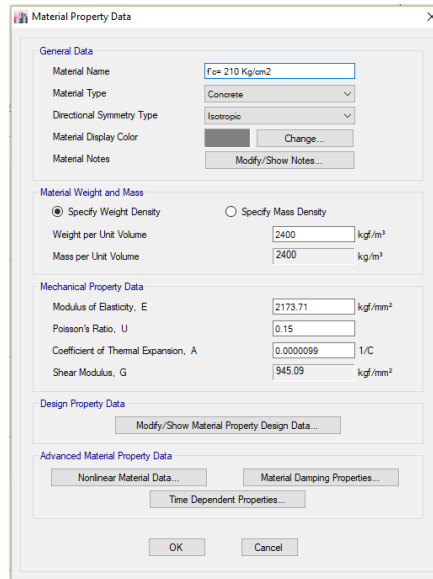 Material Property Data
General Data
Material Name f'c= 210 Kg/cm2
Material Type Concrete
Directional Symmetry Type Isotropic
Material Display Color Change...
Material Notes Modify/Show Notes...
Material Weight and Mass
Specify Weight Density Specify Mass Density
Weight per Unit Volume 2400 kgf/m³
Mass per Unit Volume 2400 kg/m³
Mechanical Property Data
Modulus of Elasticity, E 2173.71 kgf/mm²
Poisson's Ratio, U 0.15
Coefficient of Thermal Expansion, A 0.0000099 1/C
Shear Modulus, G 945.09 kgf/mm²
Design Property Data
Modify/Show Material Property Design Data...
Advanced Material Property Data
Nonlinear Material Data... Material Damping Properties...
Time Dependent Properties...
OK Cancel